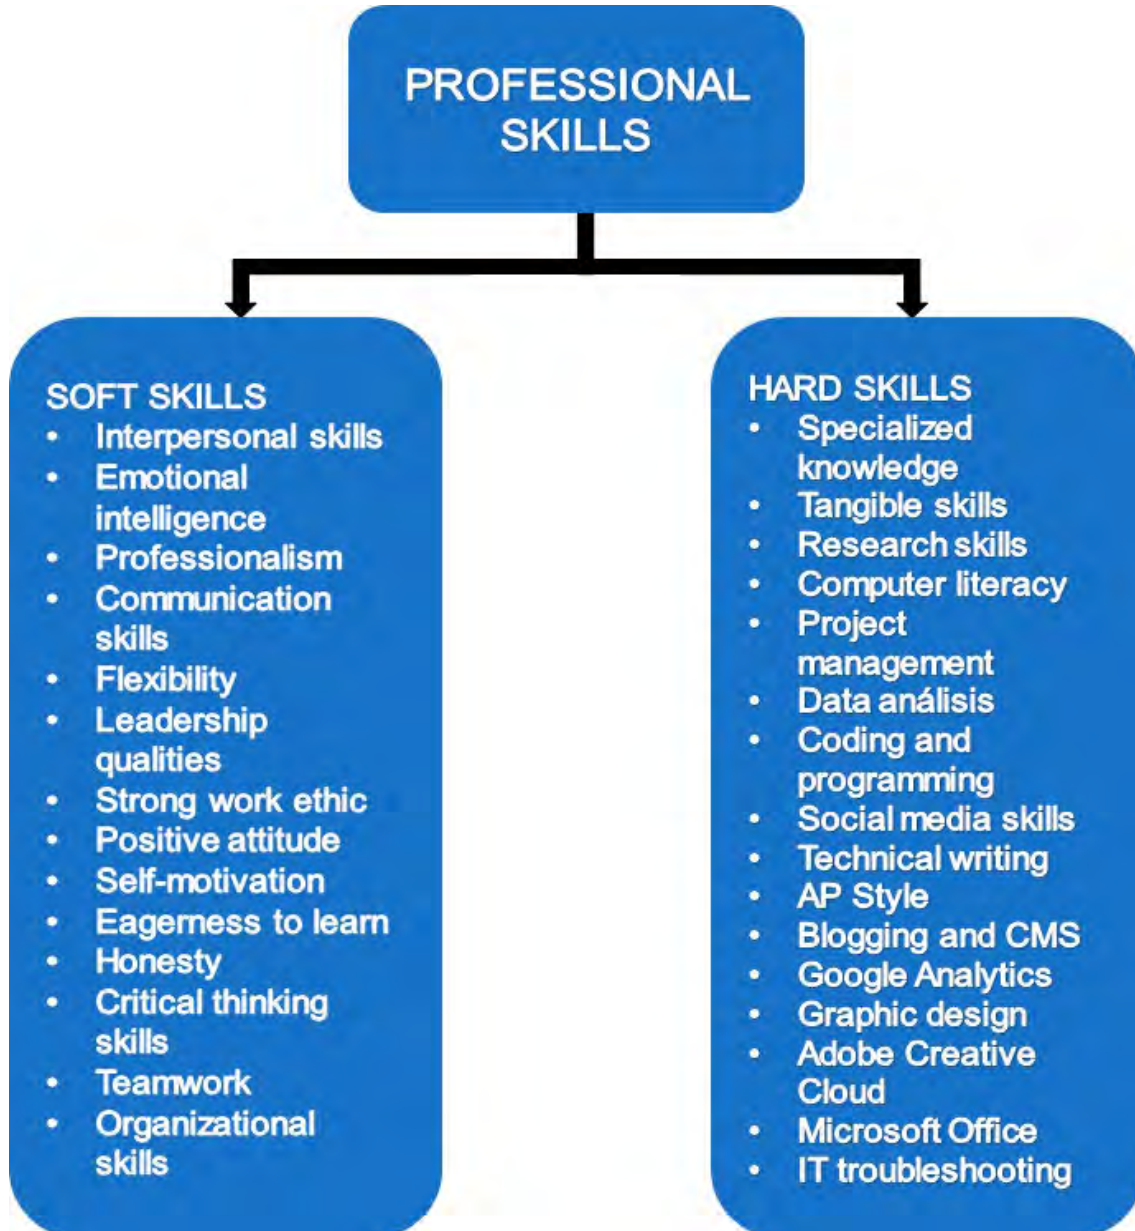 PROFESSIONAL
SKILLS
SOFT SKILLS
• Interpersonal skills
• Emotional
intelligence
• Professionalism
• Communication
skills
• Flexibility
• Leadership
qualities
• Strong work ethic
• Positive attitude
• Self-motivation
• Eagerness to learn
• Honesty
• Critical thinking
skills
• Teamwork
• Organizational
skills
HARD SKILLS
• Specialized
knowledge
• Tangible skills
• Research skills
• Computer literacy
• Project
management
• Data análisis
• Coding and
programming
• Social media skills
• Technical writing
• AP Style
• Blogging and CMS
• Google Analytics
• Graphic design
• Adobe Creative
Cloud
• Microsoft Office
• IT troubleshooting